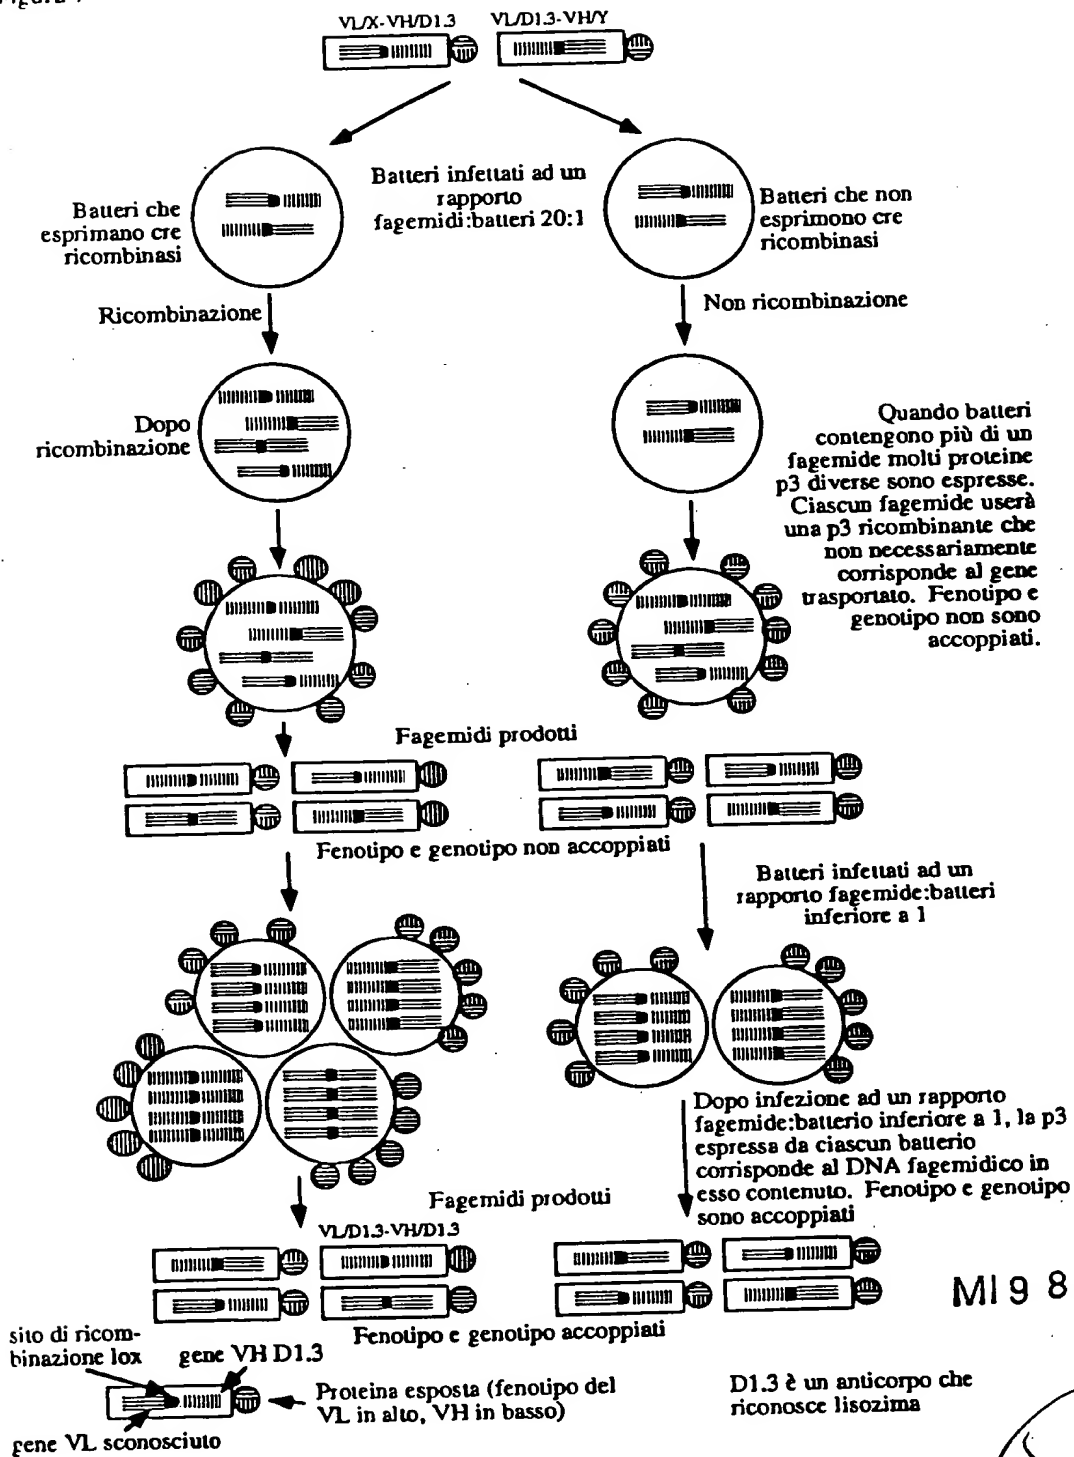 VL/X-VH/D1.3
VL/D1.3-VH/Y
Batteri infettati ad un
rapporto
fagemidi:batteri 20:1
Batteri che
esprimano cre
ricombinasi
Batteri che non
esprimono cre
ricombinasi
Ricombinazione
Non ricombinazione
Dopo
ricombinazione
Quando batteri
contengono più di un
fagemide molti proteine
p3 diverse sono espresse.
Ciascun fagemide userà
una p3 ricombinante che
non necessariamente
corrisponde al gene
trasportato. Fenotipo e
genotipo non sono
accoppiati.
Fagemidi prodotti
Fenotipo e genotipo non accoppiati
Batteri infettati ad un
rapporto fagemide:batteri
inferiore a 1
Dopo infezione ad un rapporto
fagemide:batterio inferiore a 1, la p3
espressa da ciascun batterio
corrisponde al DNA fagemidico in
esso contenuto. Fenotipo e genotipo
sono accoppiati
Fagemidi prodotti
VL/D1.3-VH/D1.3
MI 9 8
Fenotipo e genotipo accoppiati
sito di ricom-
binazione lox
gene VH D1.3
Proteina esposta (fenotipo del
VL in alto, VH in basso)
D1.3 è un anticorpo che
riconosce lisozima
gene VL sconosciuto